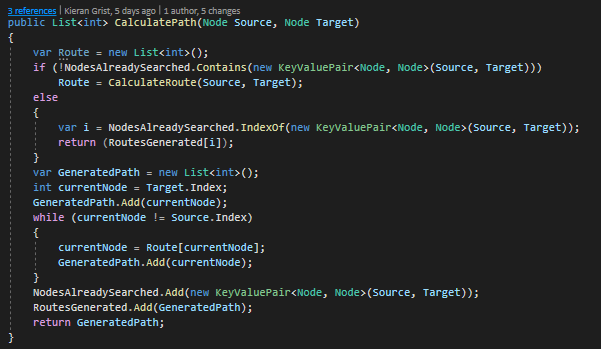 3 references | Kieran Grist, 5 days ago | 1 author, 5 changes
public List<int> CalculatePath(Node Source, Node Target)
{
    var Route = new List<int>();
    if (!NodesAlreadySearched.Contains(new KeyValuePair<Node, Node>(Source, Target)))
        Route = CalculateRoute(Source, Target);
    else
    {
        var i = NodesAlreadySearched.IndexOf(new KeyValuePair<Node, Node>(Source, Target));
        return (RoutesGenerated[i]);
    }
    var GeneratedPath = new List<int>();
    int currentNode = Target.Index;
    GeneratedPath.Add(currentNode);
    while (currentNode != Source.Index)
    {
        currentNode = Route[currentNode];
        GeneratedPath.Add(currentNode);
    }
    NodesAlreadySearched.Add(new KeyValuePair<Node, Node>(Source, Target));
    RoutesGenerated.Add(GeneratedPath);
    return GeneratedPath;
}